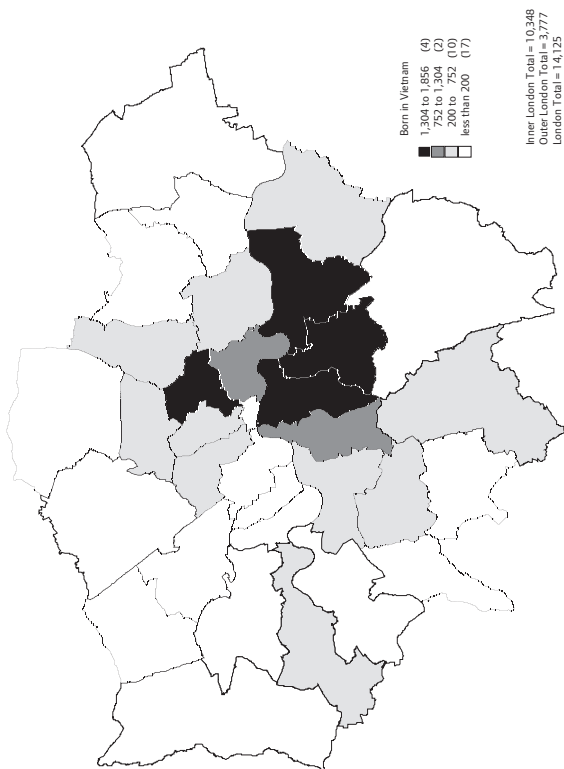 Born in Vietnam
1,304 to 1,856 (4)
752 to 1,304 (2)
200 to 752 (10)
less than 200 (17)
Inner London Total = 10,348
Outer London Total = 3,777
London Total = 14,125